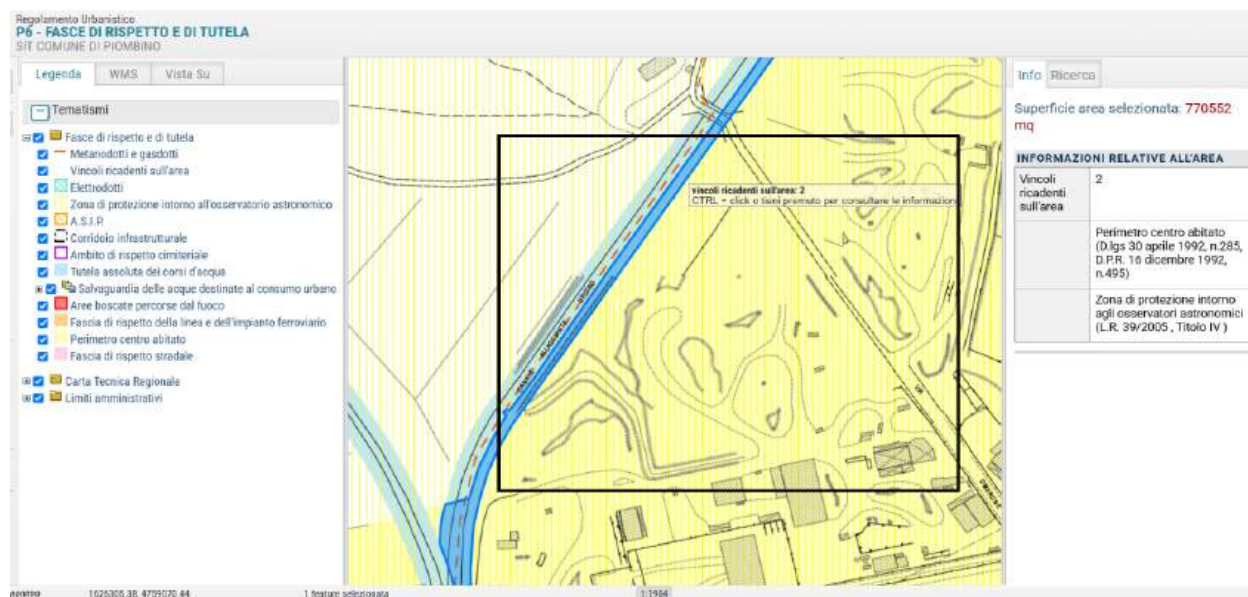 Regolamento Urbanistico
P6 - FASCE DI RISPETTO E DI TUTELA
SIT COMUNE DI PIOMBINO
Legenda WMS Vista Su
Tematismi
Fasce di rispetto e di tutela
Metanodotti e gasdotti
Vincoli ricadenti sull'area
Elettrodotti
Zona di protezione intorno all'osservatorio astronomico
A.S.I.P.
Corridoio infrastrutturale
Ambito di rispetto cimiteriale
Tutela assoluta dei corsi d'acqua
Salvaguardia delle acque destinate al consumo urbano
Aree boscate percorse dal fuoco
Fascia di rispetto della linea e dell'impianto ferroviario
Perimetro centro abitato
Fascia di rispetto stradale
Carta Tecnica Regionale
Limiti amministrativi
vincoli ricadenti sull'area: 2
CTRL + click o tieni premuto per consultare le informazioni
Info Ricerca
Superficie area selezionata: 770552
mq
INFORMAZIONI RELATIVE ALL'AREA
Vincoli
ricadenti
sull'area
2
Perimetro centro abitato
(D.lgs 30 aprile 1992, n.285,
D.P.R. 16 dicembre 1992,
n.495)
Zona di protezione intorno
agli osservatori astronomici
(L.R. 39/2005 , Titolo IV )
1626305.38, 4759070.44
1 feature selezionata
1:1984